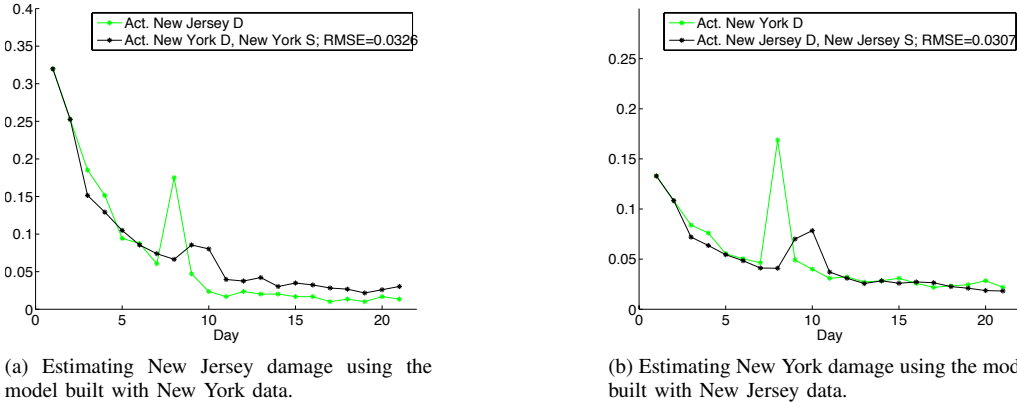 0.4
0.35
0.3
0.25
0.2
0.15
0.1
0.05
0
0 5 10 15 20
Day
Act. New Jersey D
Act. New York D, New York S; RMSE=0.0326
(a) Estimating New Jersey damage using the
model built with New York data.
0.25
0.2
0.15
0.1
0.05
0
0 5 10 15 20
Day
Act. New York D
Act. New Jersey D, New Jersey S; RMSE=0.0307
(b) Estimating New York damage using the mod
built with New Jersey data.